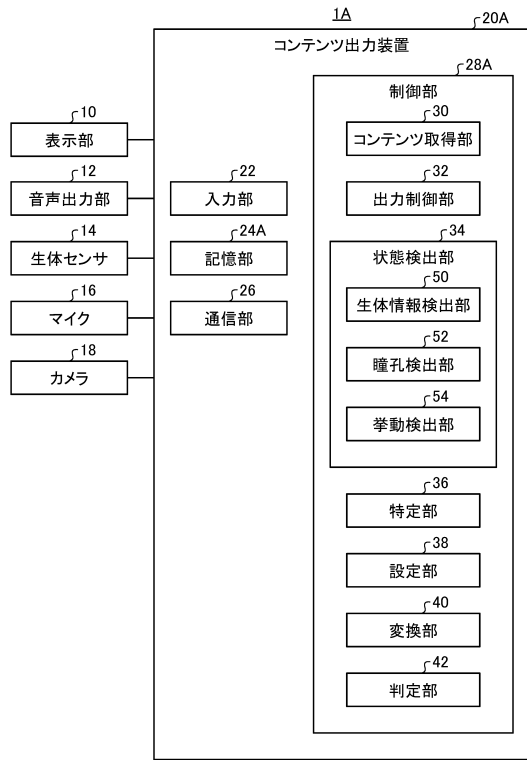 1A
20A
コンテンツ出力装置
28A
制御部
10
表示部
30
コンテンツ取得部
12
音声出力部
22
入力部
32
出力制御部
14
生体センサ
24A
記憶部
34
状態検出部
50
生体情報検出部
16
マイク
26
通信部
52
瞳孔検出部
18
カメラ
54
挙動検出部
36
特定部
38
設定部
40
変換部
42
判定部